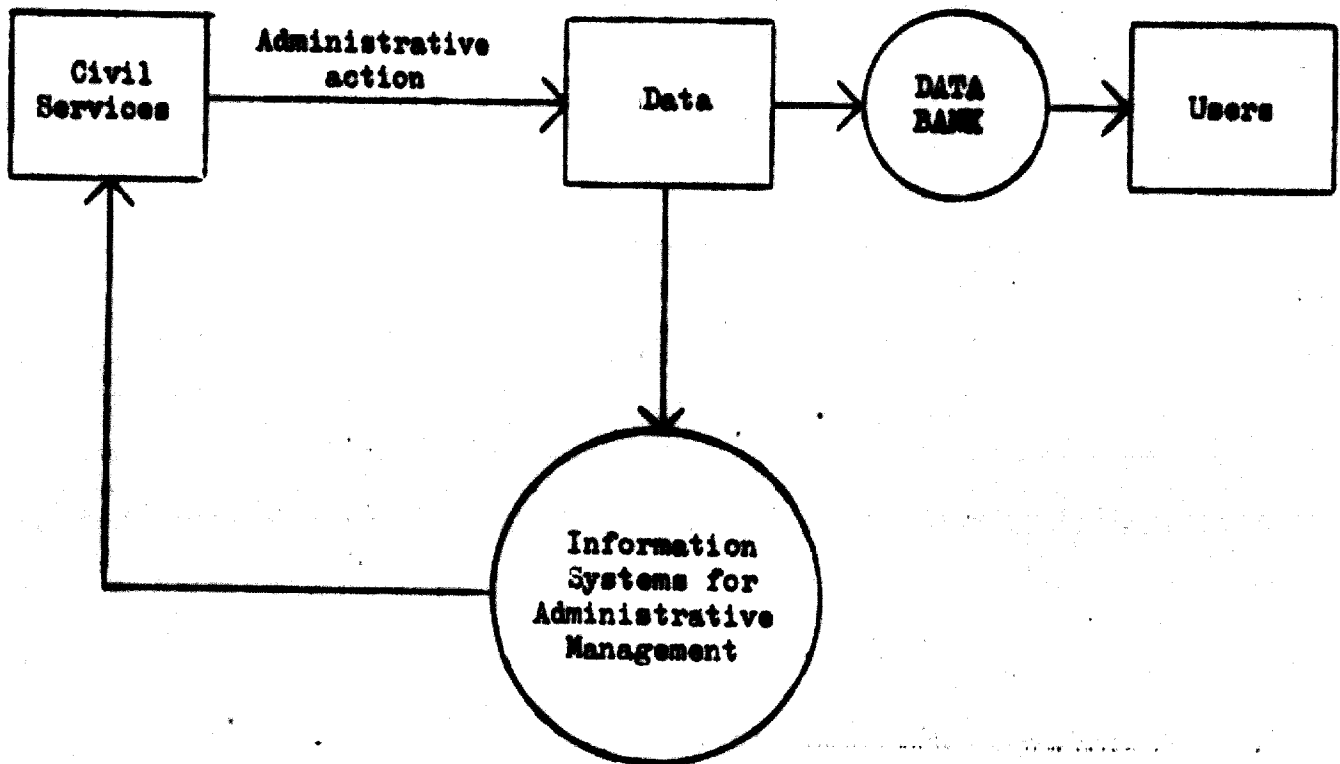 Civil
Services
Administrative
action
Data
DATA
BANK
Users
Information
Systems for
Administrative
Management